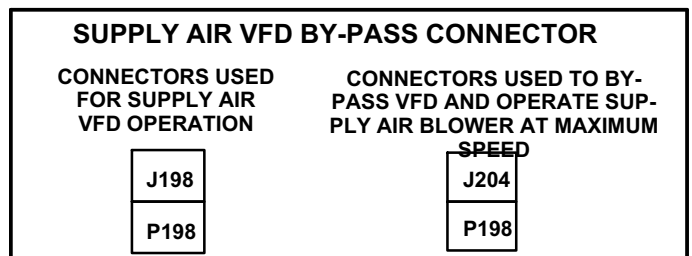 SUPPLY AIR VFD BY-PASS CONNECTOR
CONNECTORS USED
FOR SUPPLY AIR
VFD OPERATION
CONNECTORS USED TO BY-
PASS VFD AND OPERATE SUP-
PLY AIR BLOWER AT MAXIMUM
SPEED
J198
P198
J204
P198